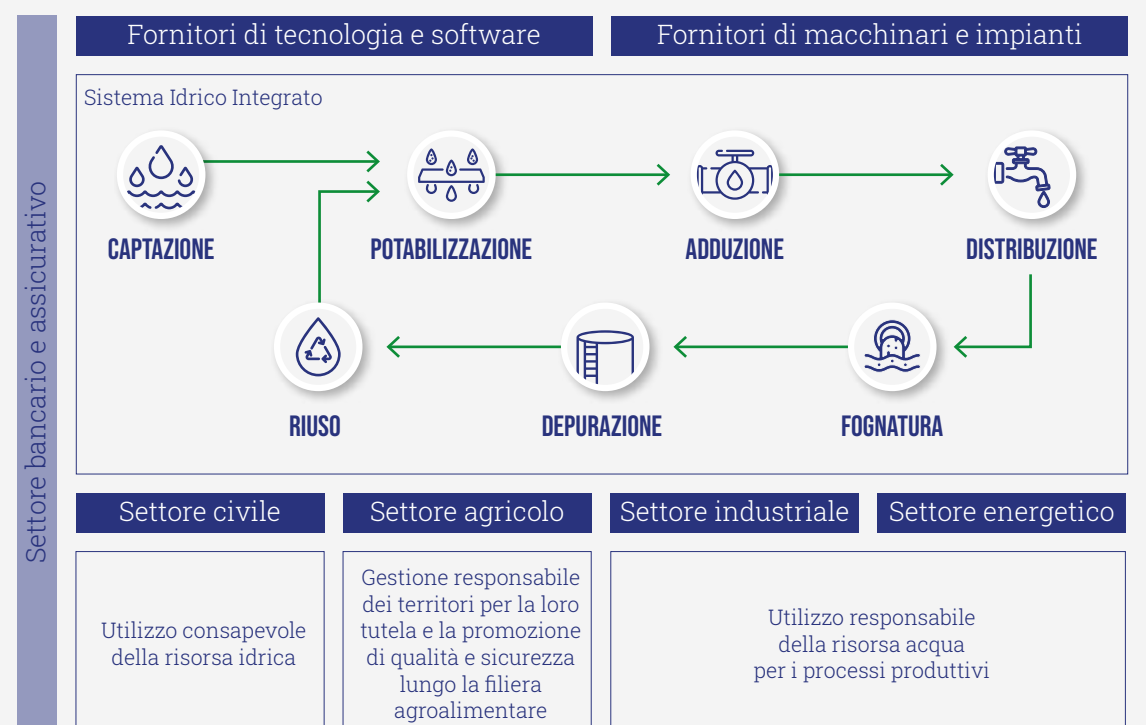 Settore bancario e assicurativo
Fornitori di tecnologia e software
Fornitori di macchinari e impianti
Sistema Idrico Integrato
CAPTAZIONE
POTABILIZZAZIONE
ADDUZIONE
DISTRIBUZIONE
RIUSO
DEPURAZIONE
FOGNATURA
Settore civile
Settore agricolo
Settore industriale
Settore energetico
Utilizzo consapevole
della risorsa idrica
Gestione responsabile
dei territori per la loro
tutela e la promozione
di qualità e sicurezza
lungo la filiera
agroalimentare
Utilizzo responsabile
della risorsa acqua
per i processi produttivi